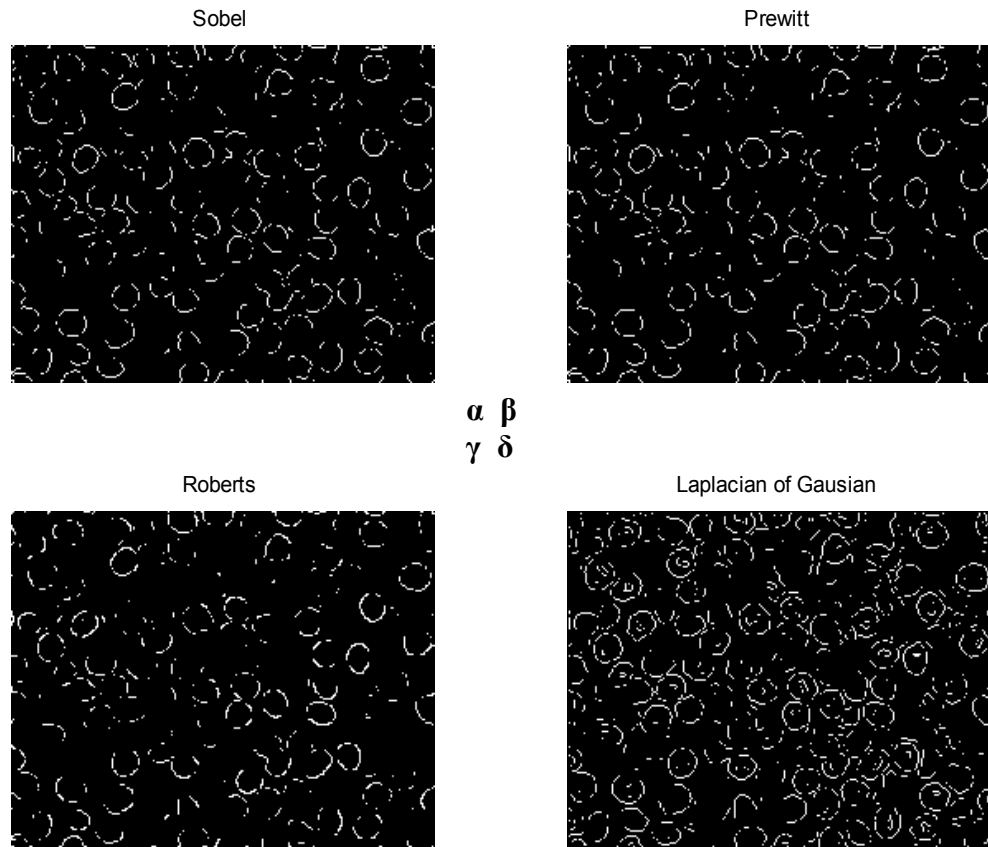 Sobel
Prewitt
α β
γ δ
Roberts
Laplacian of Gausian